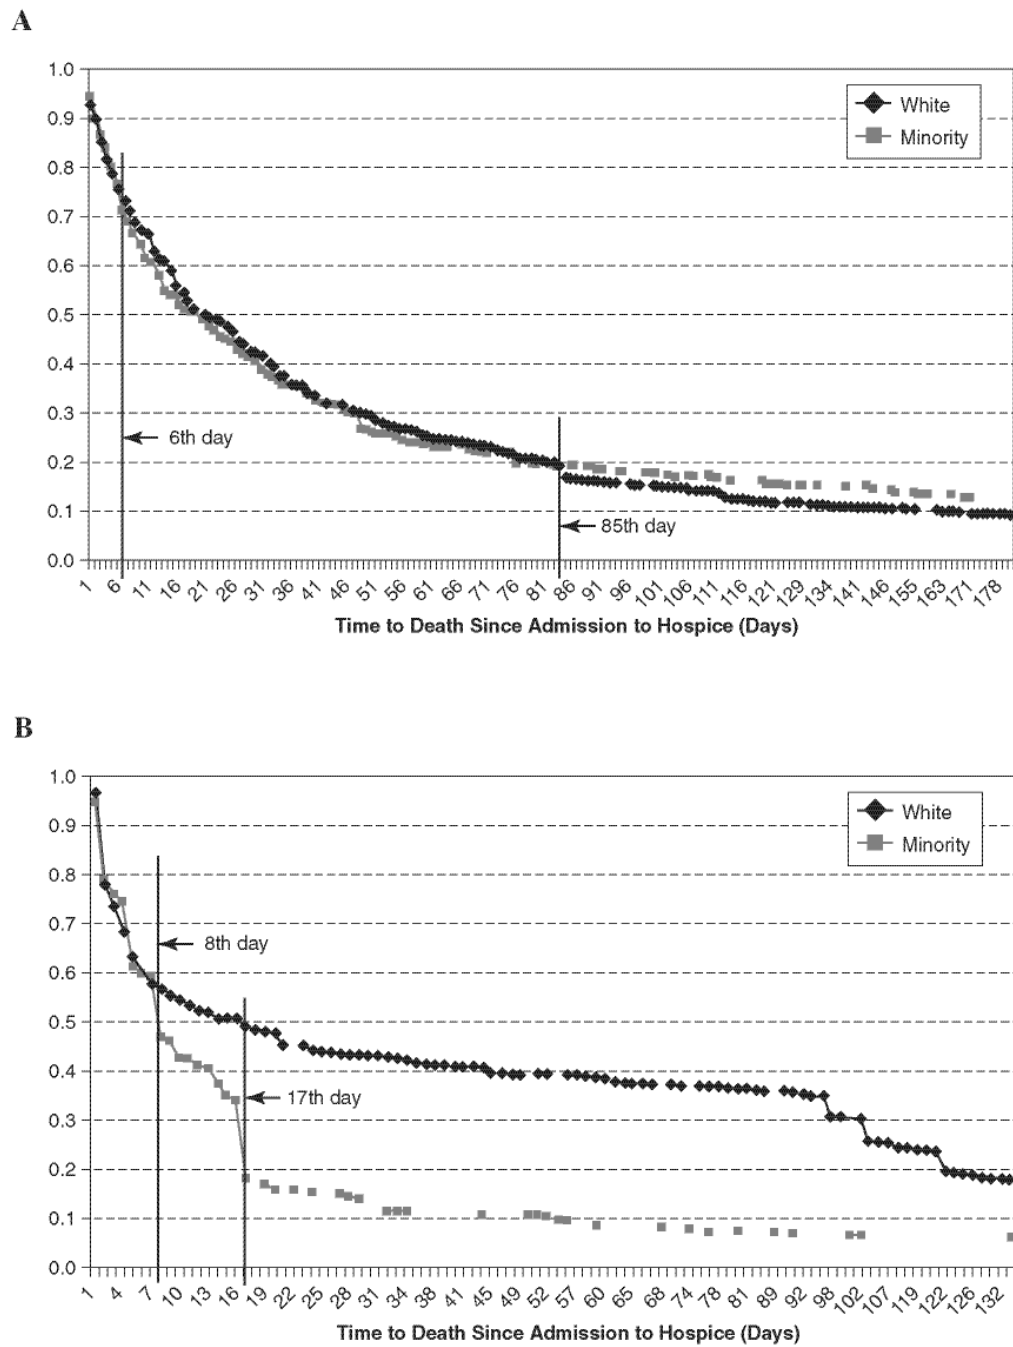 A
1.0
0.9
0.8
0.7
0.6
0.5
0.4
0.3
0.2
0.1
0.0
White
Minority
6th day
85th day
1 6 11 16 21 26 31 36 41 46 51 56 61 66 71 76 81 86 91 96 101 106 111 116 121 129 134 141 146 155 163 171 178
Time to Death Since Admission to Hospice (Days)
B
1.0
0.9
0.8
0.7
0.6
0.5
0.4
0.3
0.2
0.1
0.0
White
Minority
8th day
17th day
1 4 7 10 13 16 19 22 25 28 31 34 38 41 45 49 52 57 60 65 68 74 78 81 89 92 98 102 107 119 122 126 132
Time to Death Since Admission to Hospice (Days)